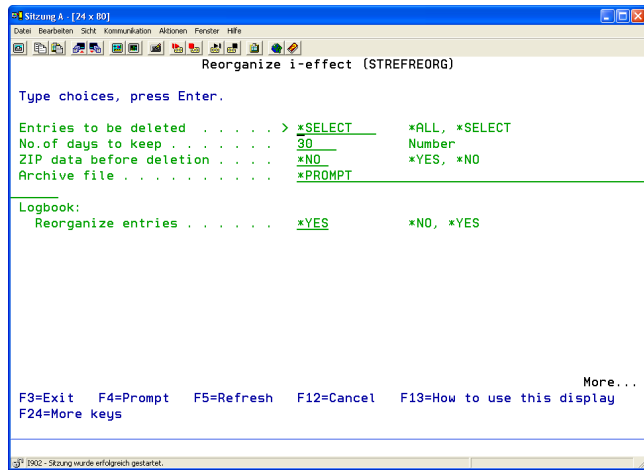 Sitzung A - [24 x 80]
Datei Bearbeiten Sicht Kommunikation Aktionen Fenster Hilfe
Reorganize i-effect (STREFREORG)
Type choices, press Enter.
Entries to be deleted . . . . . > *SELECT *ALL, *SELECT
No.of days to keep . . . . . . . 30 Number
ZIP data before deletion . . . . *NO *YES, *NO
Archive file . . . . . . . . . . *PROMPT
Logbook:
Reorganize entries . . . . . . *YES *NO, *YES
More...
F3=Exit F4=Prompt F5=Refresh F12=Cancel F13=How to use this display
F24=More keys
I902 - Sitzung wurde erfolgreich gestartet.